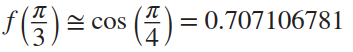 f(π/3) ≅ cos (π/4) = 0.707106781